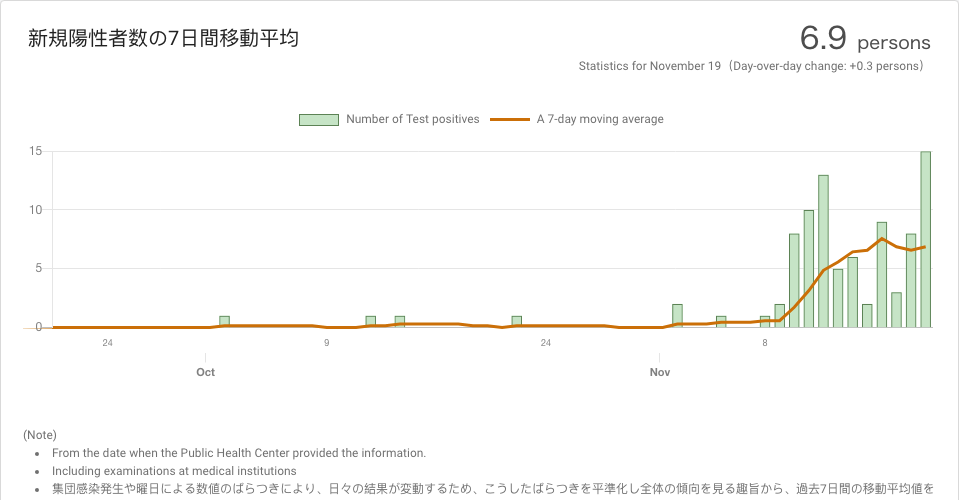 新規陽性者数の7日間移動平均
6.9 persons
Statistics for November 19（Day-over-day change: +0.3 persons）
Number of Test positives
A 7-day moving average
15
10
5
0
24
9
24
8
Oct
Nov
(Note)
• From the date when the Public Health Center provided the information.
• Including examinations at medical institutions
• 集団感染発生や曜日による数値のばらつきにより、日々の結果が変動するため、こうしたばらつきを平準化し全体の傾向を見る趣旨から、過去7日間の移動平均値を